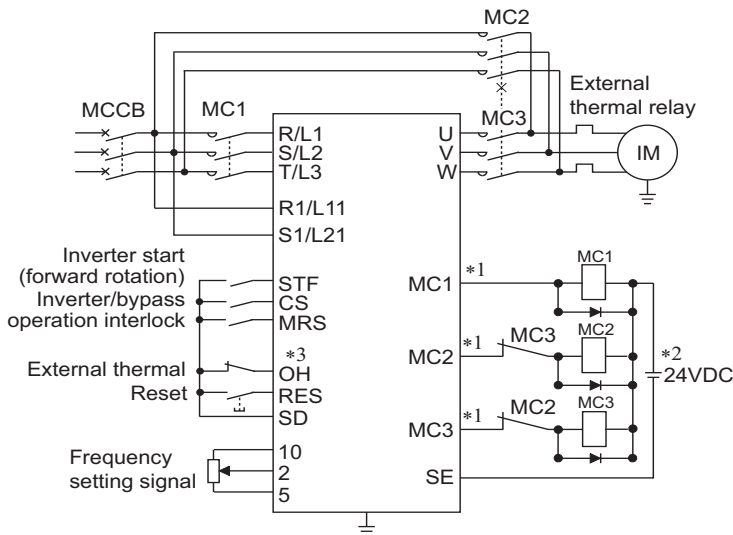 MC2
MCCB
MC1
External
thermal relay
MC3
R/L1
S/L2
T/L3
U
V
W
IM
R1/L11
S1/L21
Inverter start
(forward rotation)
Inverter/bypass
operation interlock
STF
CS
MRS
*3
External thermal
OH
Reset
RES
SD
Frequency
setting signal
10
2
5
MC1
*1
MC1
MC2
*1
MC3
MC2
*2
24VDC
MC3
*1
MC2
MC3
SE